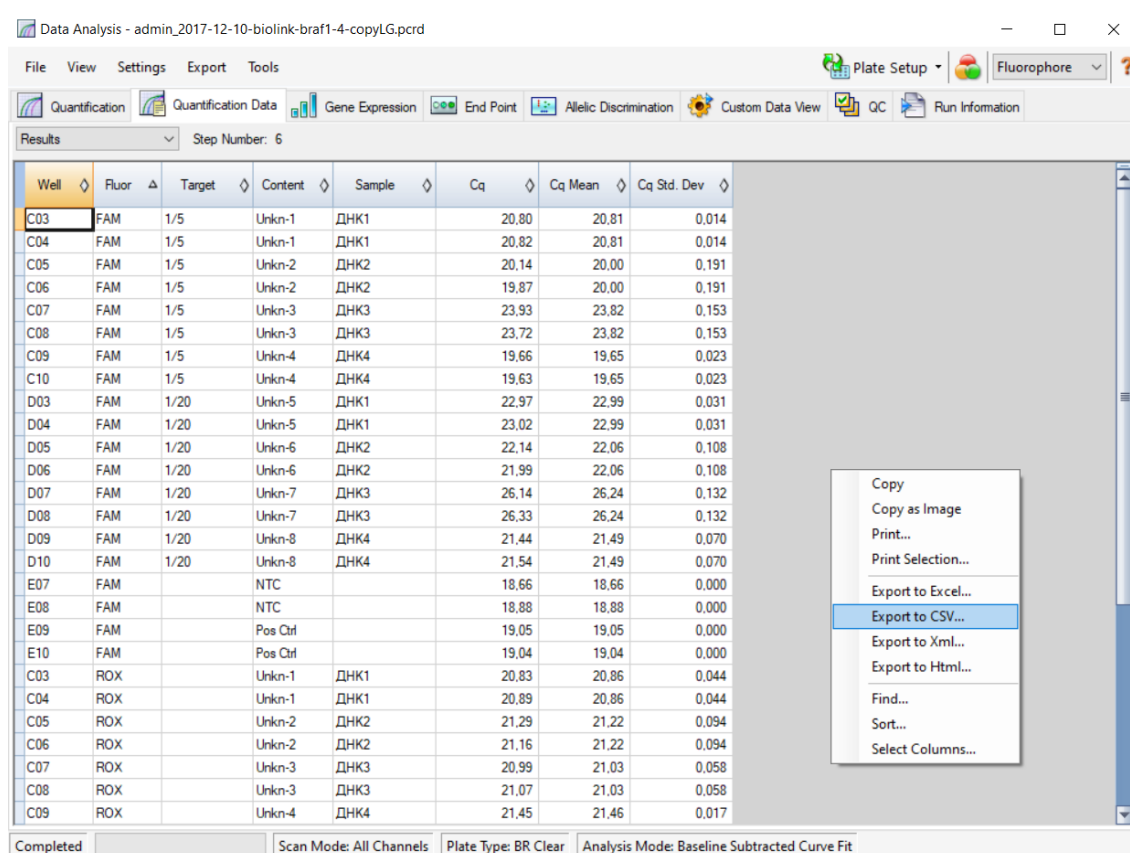 Data Analysis - admin_2017-12-10-biolink-braf1-4-copyLG.pcrd
File View Settings Export Tools Plate Setup Fluorophore ?
Quantification Quantification Data Gene Expression End Point Allelic Discrimination Custom Data View QC Run Information
Results Step Number: 6
Well Fluor Target Content Sample Cq Cq Mean Cq Std. Dev
C03 FAM 1/5 Unkn-1 ДНК1 20,80 20,81 0,014
C04 FAM 1/5 Unkn-1 ДНК1 20,82 20,81 0,014
C05 FAM 1/5 Unkn-2 ДНК2 20,14 20,00 0,191
C06 FAM 1/5 Unkn-2 ДНК2 19,87 20,00 0,191
C07 FAM 1/5 Unkn-3 ДНК3 23,93 23,82 0,153
C08 FAM 1/5 Unkn-3 ДНК3 23,72 23,82 0,153
C09 FAM 1/5 Unkn-4 ДНК4 19,66 19,65 0,023
C10 FAM 1/5 Unkn-4 ДНК4 19,63 19,65 0,023
D03 FAM 1/20 Unkn-5 ДНК1 22,97 22,99 0,031
D04 FAM 1/20 Unkn-5 ДНК1 23,02 22,99 0,031
D05 FAM 1/20 Unkn-6 ДНК2 22,14 22,06 0,108
D06 FAM 1/20 Unkn-6 ДНК2 21,99 22,06 0,108
D07 FAM 1/20 Unkn-7 ДНК3 26,14 26,24 0,132
D08 FAM 1/20 Unkn-7 ДНК3 26,33 26,24 0,132
D09 FAM 1/20 Unkn-8 ДНК4 21,44 21,49 0,070
D10 FAM 1/20 Unkn-8 ДНК4 21,54 21,49 0,070
E07 FAM NTC 18,66 18,66 0,000
E08 FAM NTC 18,88 18,88 0,000
E09 FAM Pos Ctrl 19,05 19,05 0,000
E10 FAM Pos Ctrl 19,04 19,04 0,000
C03 ROX Unkn-1 ДНК1 20,83 20,86 0,044
C04 ROX Unkn-1 ДНК1 20,89 20,86 0,044
C05 ROX Unkn-2 ДНК2 21,29 21,22 0,094
C06 ROX Unkn-2 ДНК2 21,16 21,22 0,094
C07 ROX Unkn-3 ДНК3 20,99 21,03 0,058
C08 ROX Unkn-3 ДНК3 21,07 21,03 0,058
C09 ROX Unkn-4 ДНК4 21,45 21,46 0,017
Copy
Copy as Image
Print...
Print Selection...
Export to Excel...
Export to CSV...
Export to Xml...
Export to Html...
Find...
Sort...
Select Columns...
Completed Scan Mode: All Channels Plate Type: BR Clear Analysis Mode: Baseline Subtracted Curve Fit